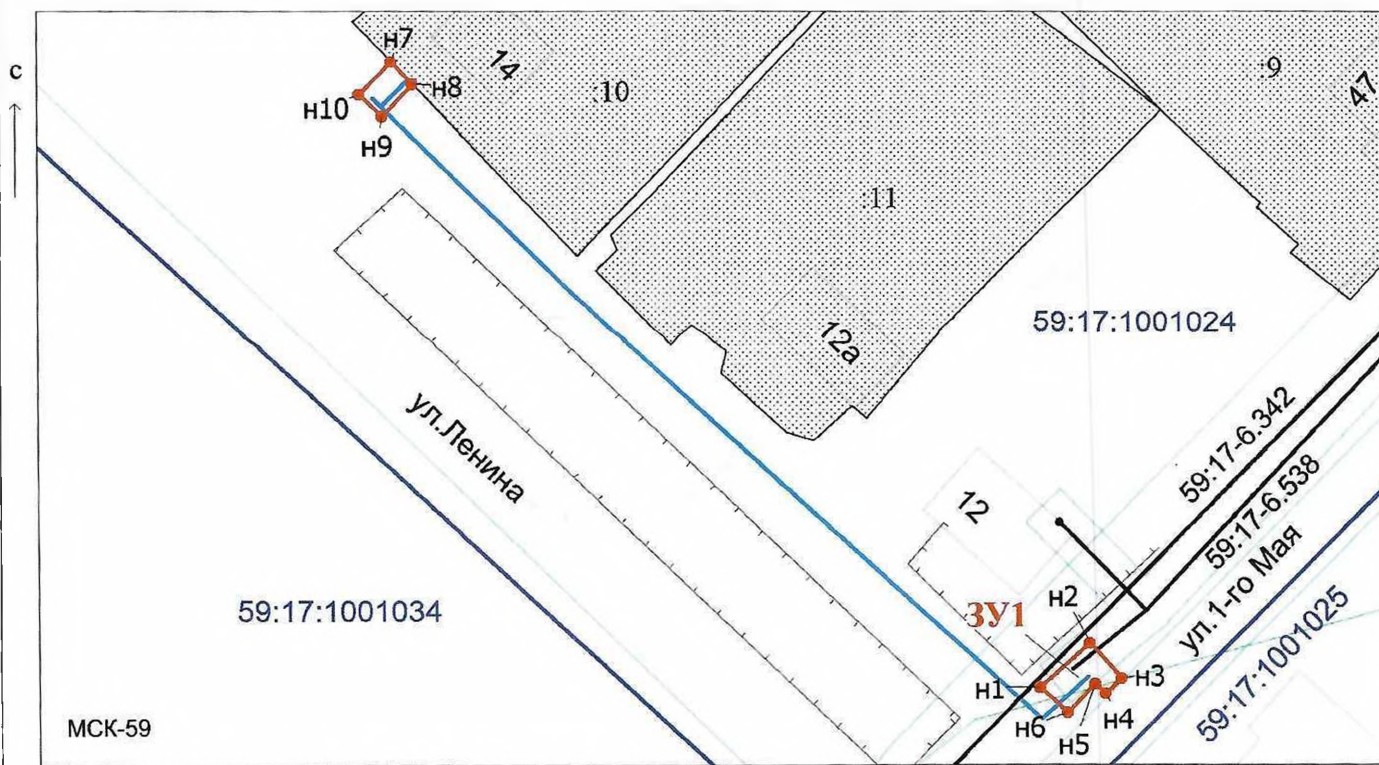 с
н7
14
:10
:9
47
н8
н10
н9
:11
12а
59:17:1001024
ул.Ленина
59:17-6.342
59:17-6.538
12
ул.1-го Мая
59:17:1001034
н2
ЗУ1
59:17:1001025
н1
н3
н4
н6
н5
МСК-59